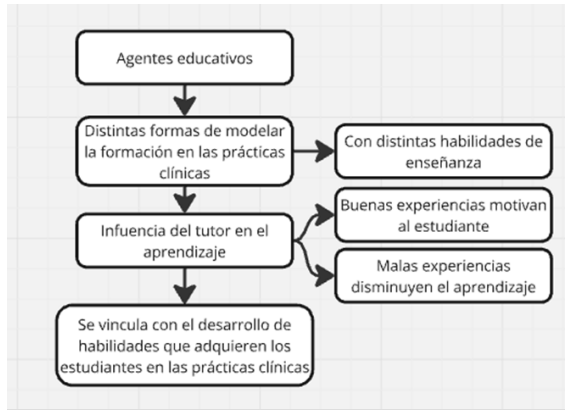 Agentes educativos
Distintas formas de modelar
la formación en las prácticas
clínicas
Con distintas habilidades de
enseñanza
Infuencia del tutor en el
aprendizaje
Buenas experiencias motivan
al estudiante
Malas experiencias
disminuyen el aprendizaje
Se vincula con el desarrollo de
habilidades que adquieren los
estudiantes en las prácticas clínicas